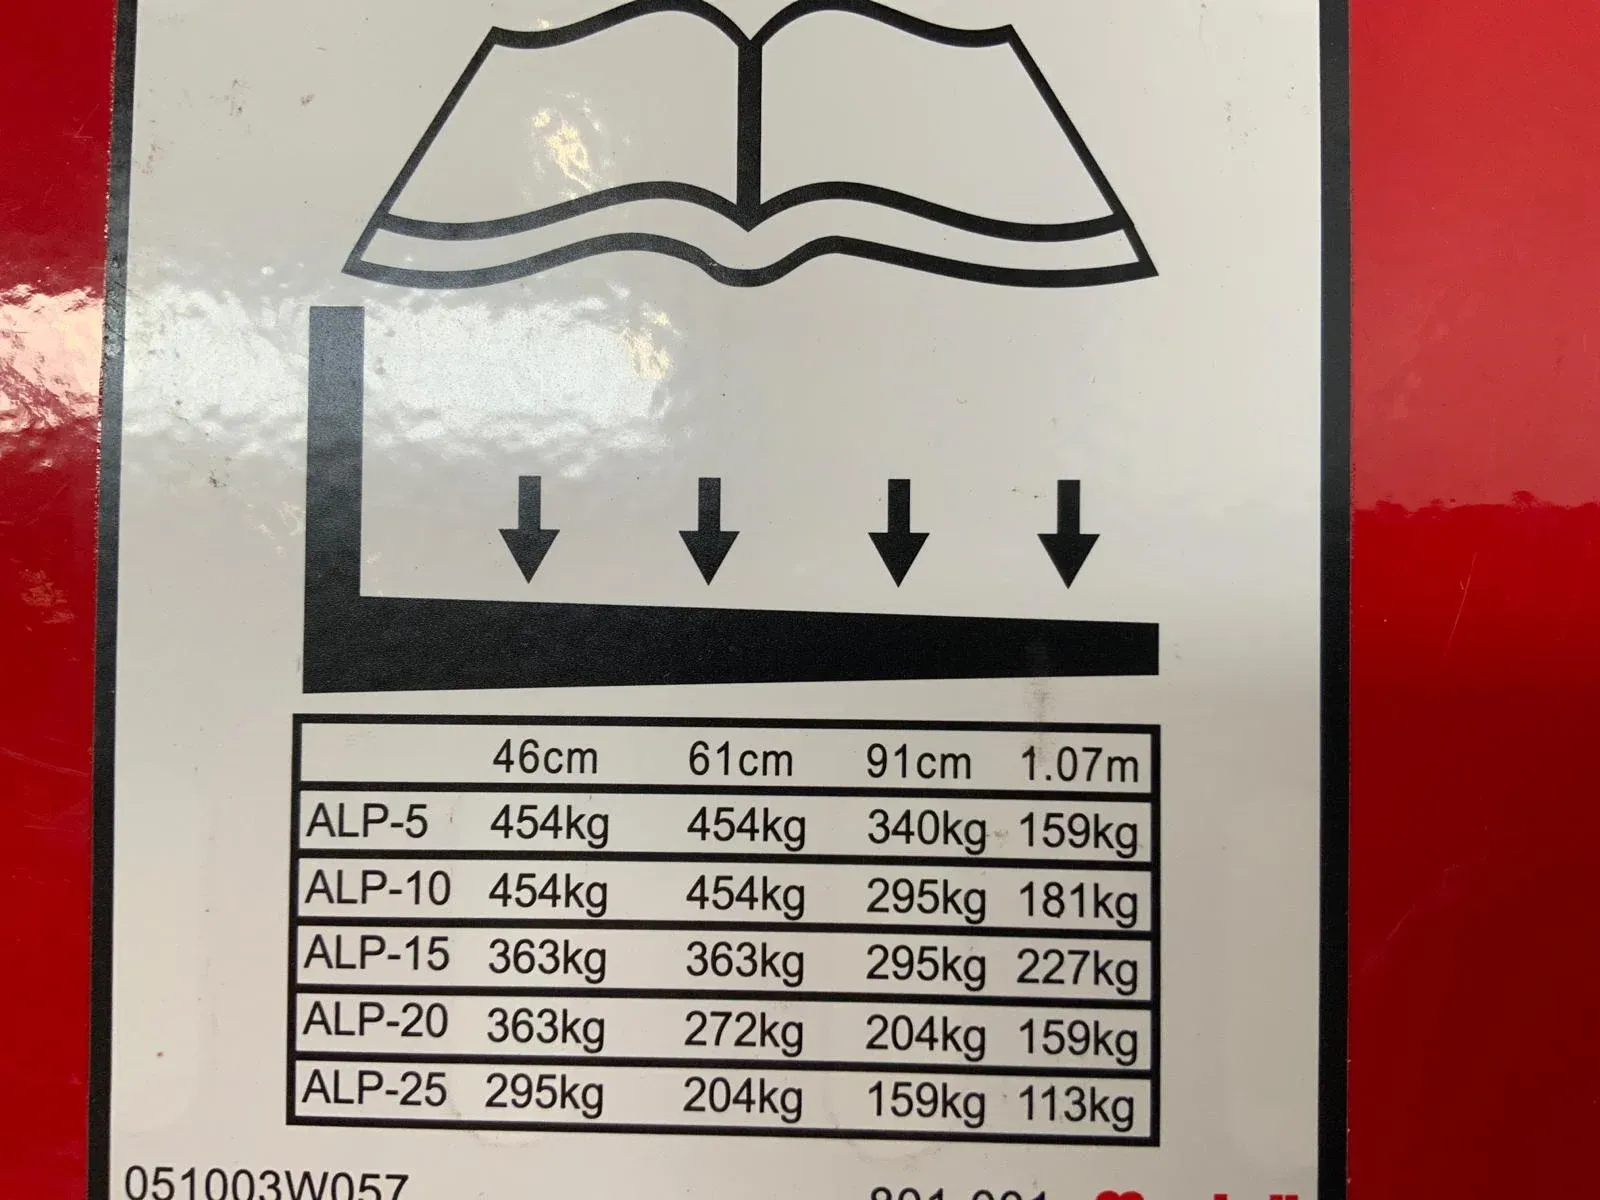 46cm 61cm 91cm 1.07m
ALP-5 454kg 454kg 340kg 159kg
ALP-10 454kg 454kg 295kg 181kg
ALP-15 363kg 363kg 295kg 227kg
ALP-20 363kg 272kg 204kg 159kg
ALP-25 295kg 204kg 159kg 113kg
051003W057